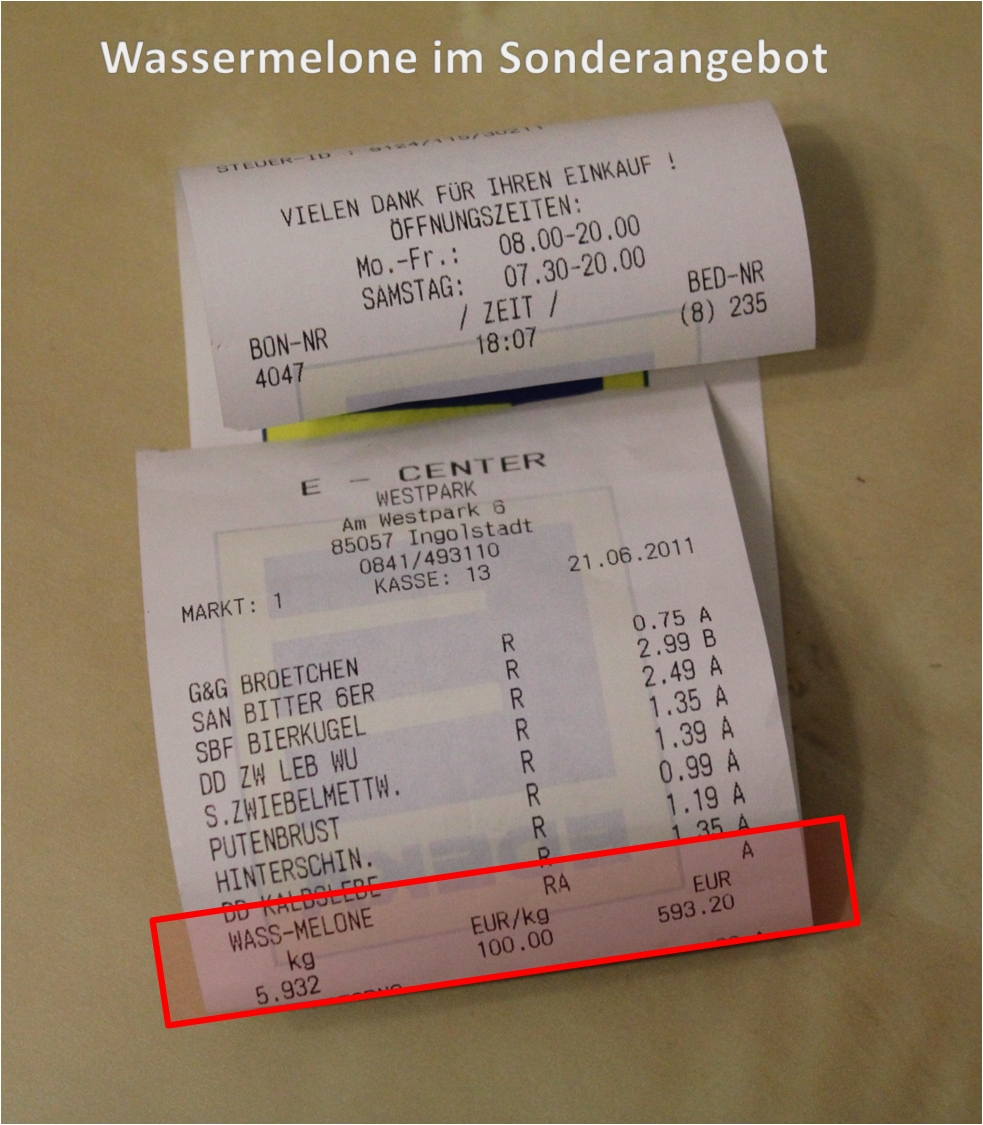 Wassermelone im Sonderangebot
STEUER-ID :
VIELEN DANK FÜR IHREN EINKAUF !
ÖFFNUNGSZEITEN:
Mo.-Fr.: 08.00-20.00
SAMSTAG: 07.30-20.00
BON-NR / ZEIT / BED-NR
4047 18:07 (8) 235
E - CENTER
WESTPARK
Am Westpark 6
85057 Ingolstadt
0841/493110
MARKT: 1 KASSE: 13 21.06.2011
G&G BROETCHEN R 0.75 A
SAN BITTER 6ER R 2.99 B
SBF BIERKUGEL R 2.49 A
DD ZW LEB WU R 1.35 A
S.ZWIEBELMETTW. R 1.39 A
PUTENBRUST R 0.99 A
HINTERSCHIN. R 1.19 A
DD KALBSLEBE R 1.35 A
WASS-MELONE RA A
kg EUR/kg EUR
5.932 100.00 593.20